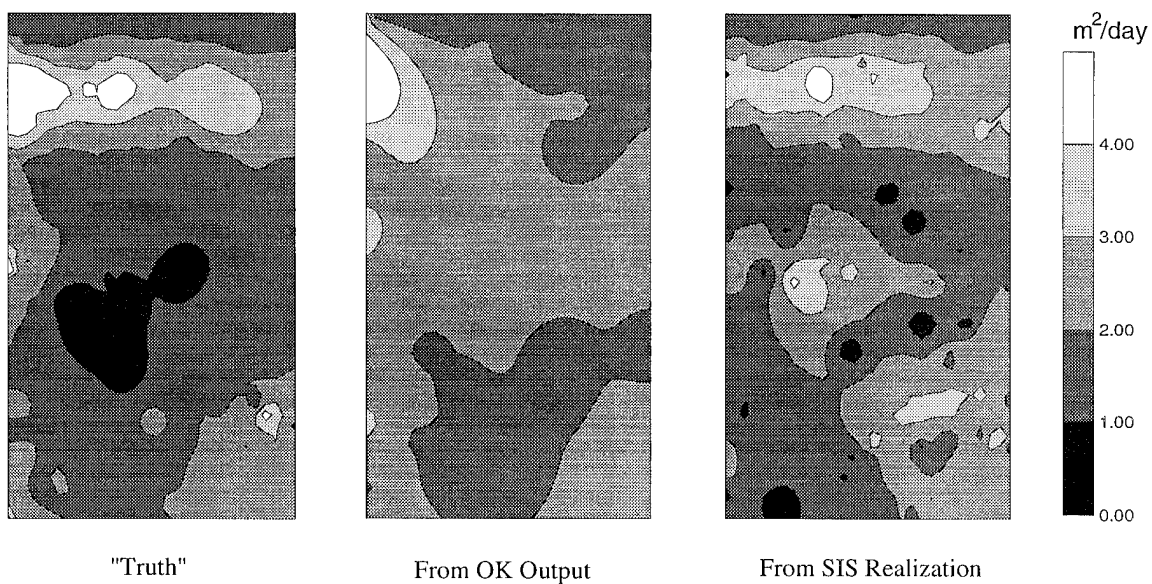 m²/day
4.00
3.00
2.00
1.00
0.00
"Truth"
From OK Output
From SIS Realization